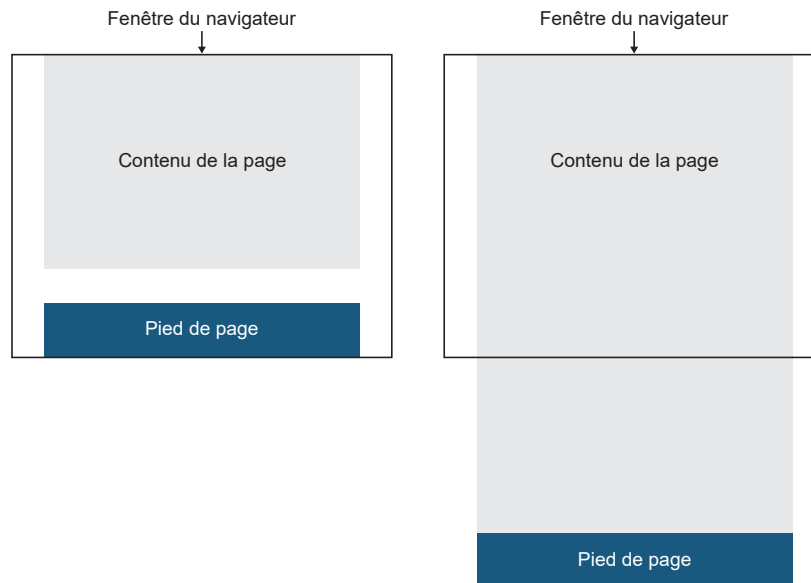 Fenêtre du navigateur
Contenu de la page
Pied de page
Fenêtre du navigateur
Contenu de la page
Pied de page